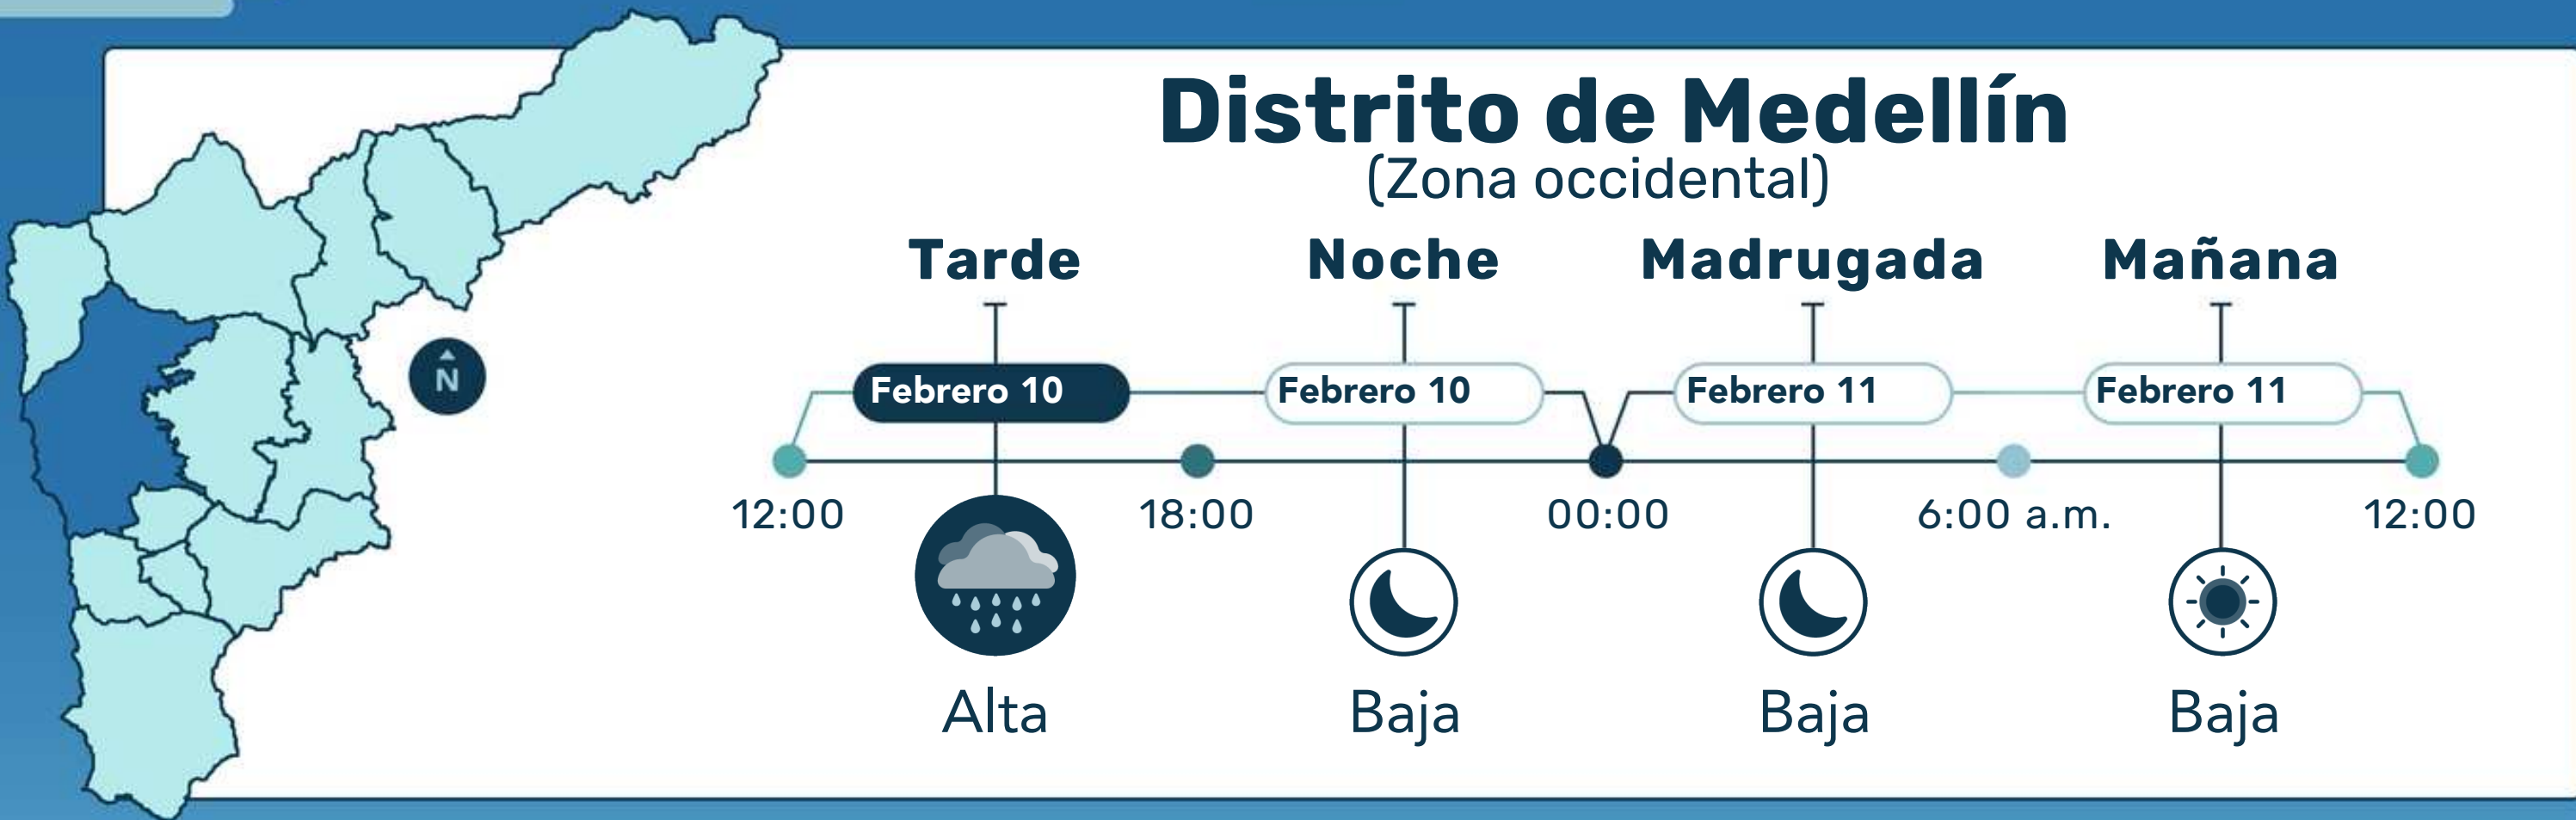 Distrito de Medellín
(Zona occidental)
Tarde Noche Madrugada Mañana
N
Febrero 10 Febrero 10 Febrero 11 Febrero 11
12:00 18:00 00:00 6:00 a.m. 12:00
Alta Baja Baja Baja